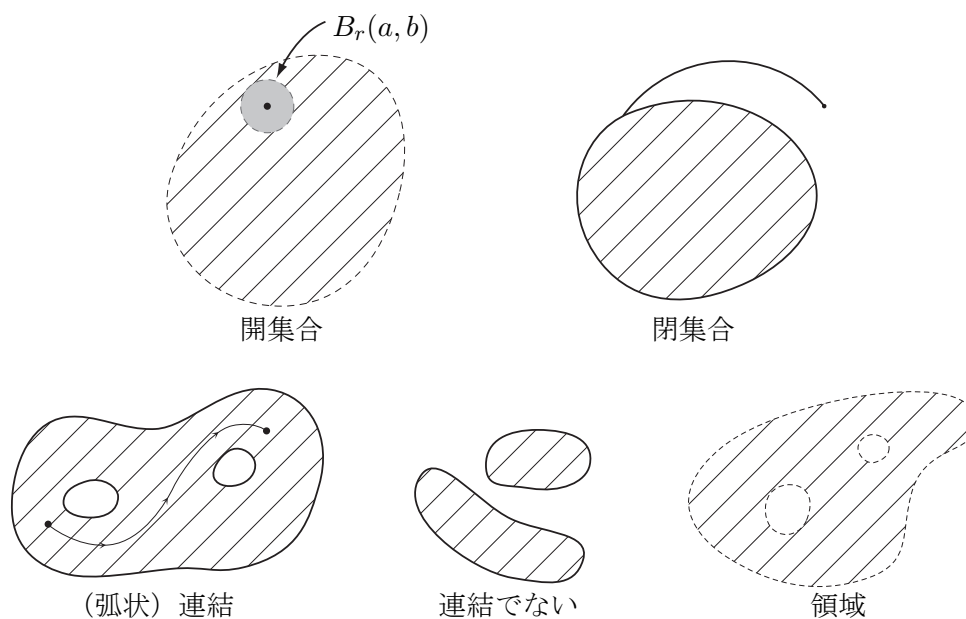 B_r(a, b)
開集合
閉集合
（弧状）連結
連結でない
領域